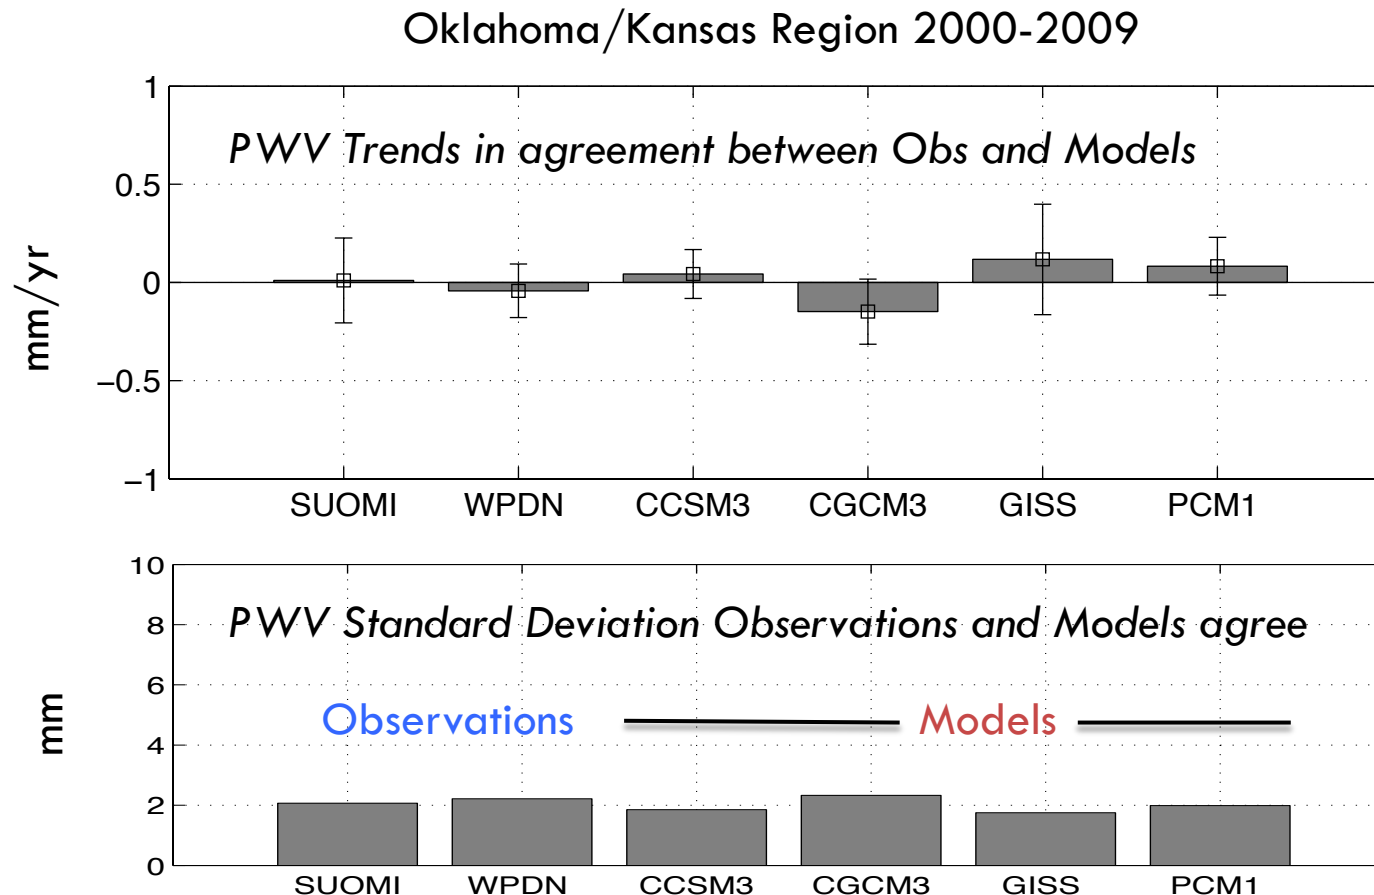 Oklahoma/Kansas Region 2000-2009
1
PWV Trends in agreement between Obs and Models
0.5
mm/yr
0
−0.5
−1
SUOMI WPDN CCSM3 CGCM3 GISS PCM1
10
PWV Standard Deviation Observations and Models agree
8
6
mm
Observations Models
4
2
0
SUOMI WPDN CCSM3 CGCM3 GISS PCM1